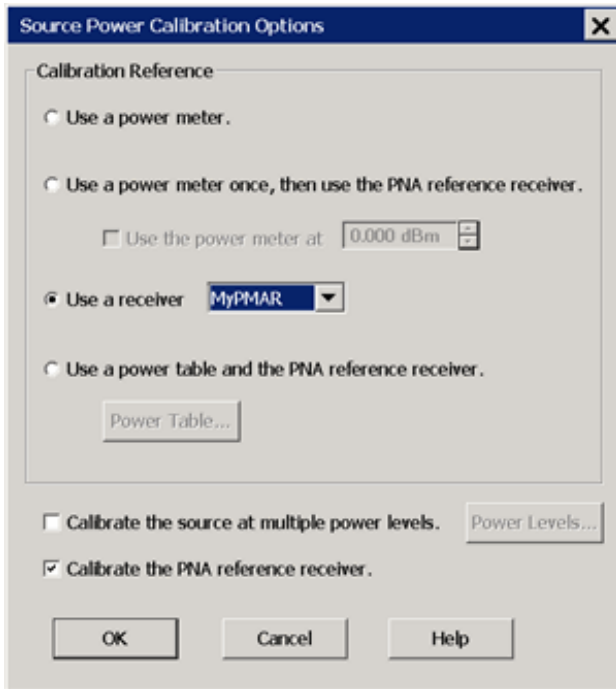 Source Power Calibration Options
Calibration Reference
Use a power meter.
Use a power meter once, then use the PNA reference receiver.
Use the power meter at 0.000 dBm
Use a receiver MyPMAR
Use a power table and the PNA reference receiver.
Power Table...
Calibrate the source at multiple power levels. Power Levels...
Calibrate the PNA reference receiver.
OK Cancel Help